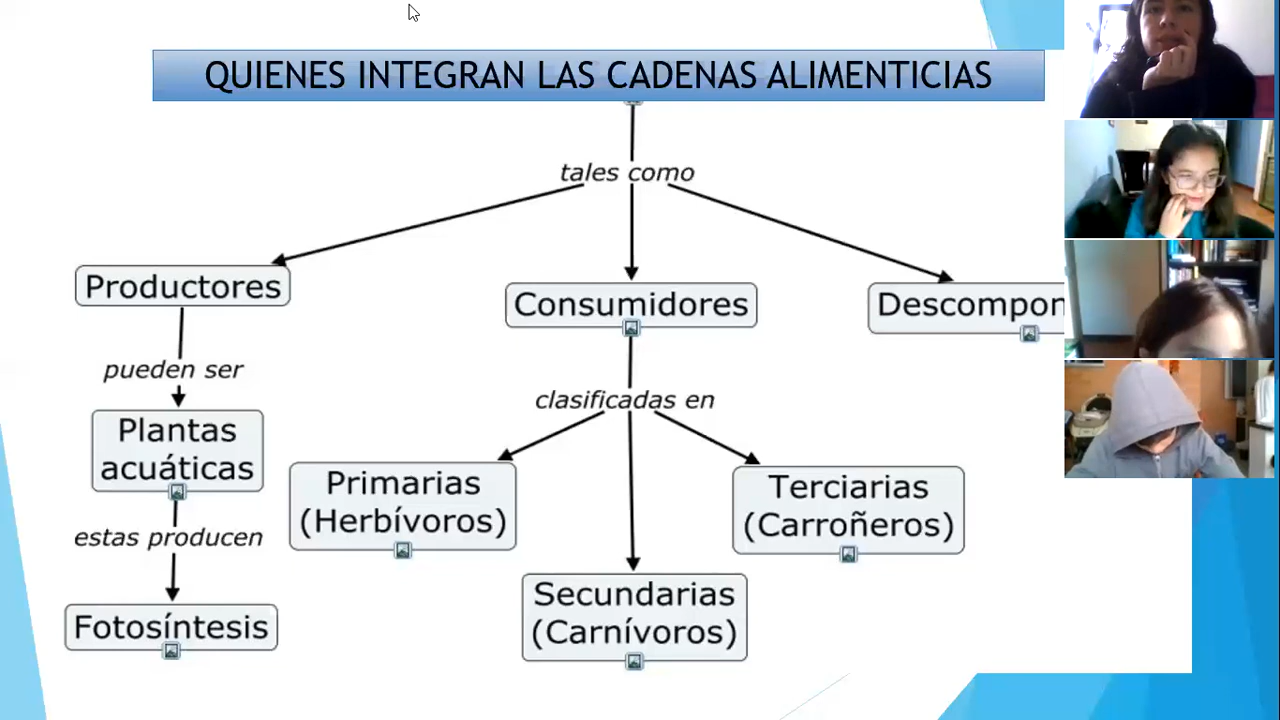 QUIENES INTEGRAN LAS CADENAS ALIMENTICIAS
tales como
Productores
Consumidores
Descompon
pueden ser
clasificadas en
Plantas
acuáticas
Primarias
(Herbívoros)
Terciarias
(Carroñeros)
estas producen
Secundarias
(Carnívoros)
Fotosíntesis